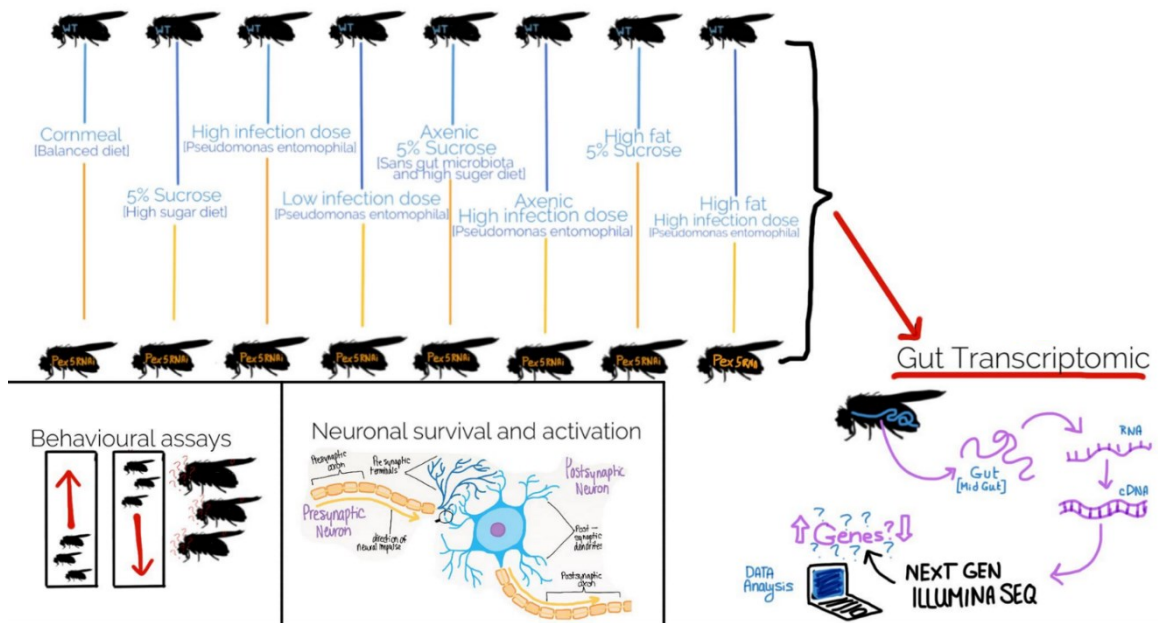 WT WT WT WT WT WT WT WT
Cornmeal
[Balanced diet]
5% Sucrose
[High sugar diet]
High infection dose
[Pseudomonas entomophila]
Low infection dose
[Pseudomonas entomophila]
Axenic
5% Sucrose
[Sans gut microbiota
and high suger diet]
Axenic
High infection dose
[Pseudomonas entomophila]
High fat
5% Sucrose
High fat
High infection dose
[Pseudomonas entomophila]
Pex5RNAi Pex5RNAi Pex5RNAi Pex5RNAi Pex5RNAi Pex5RNAi Pex5RNAi Pex5RNAi
Behavioural assays
? ? ?
? ? ?
? ? ?
Neuronal survival and activation
Presynaptic
axon
Presynaptic
terminals
Postsynaptic
Neuron
Presynaptic
Neuron
direction of
neural impulse
Post-
synaptic
dendrites
Postsynaptic
axon
Gut Transcriptomic
Gut
[Mid Gut]
RNA
cDNA
? ? ?
Genes?
? ? ? ?
DATA
Analysis
NEXT GEN
ILLUMINA SEQ